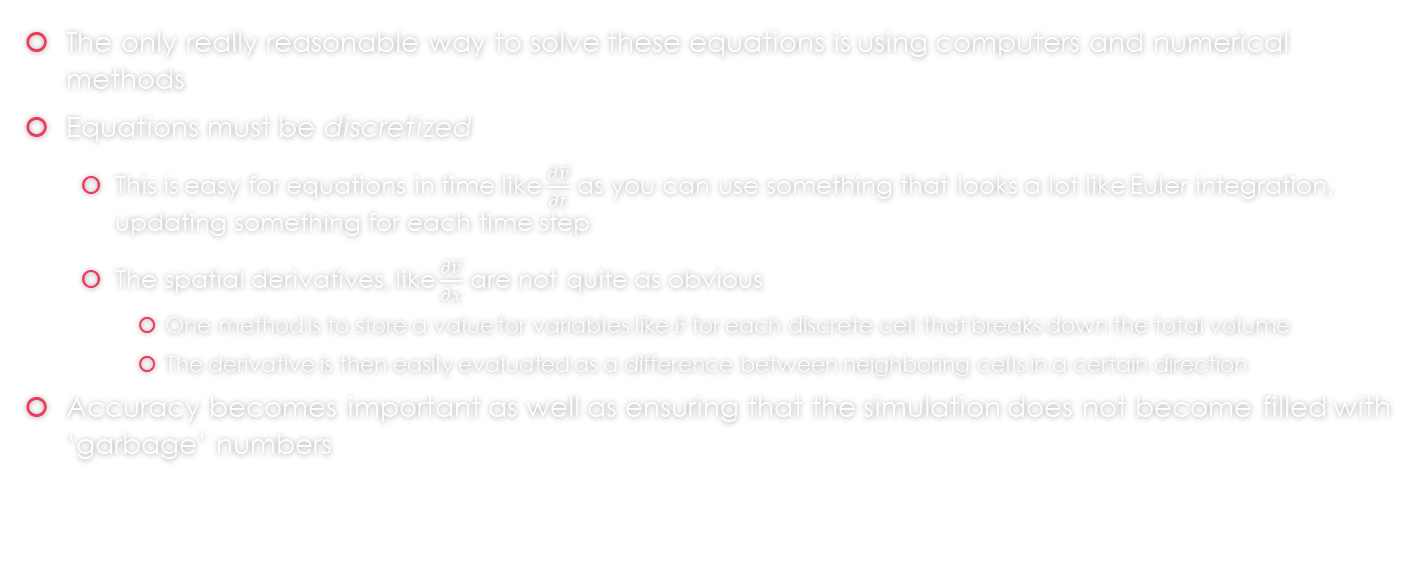 The only really reasonable way to solve these equations is using computers and numerical
methods
Equations must be discretized
This is easy for equations in time like ∂v⃗/∂t as you can use something that looks a lot like Euler integration,
updating something for each time step
The spatial derivatives, like ∂v⃗/∂x are not quite as obvious
One method is to store a value for variables like v⃗ for each discrete cell that breaks down the total volume
The derivative is then easily evaluated as a difference between neighboring cells in a certain direction
Accuracy becomes important as well as ensuring that the simulation does not become filled with
‘garbage’ numbers